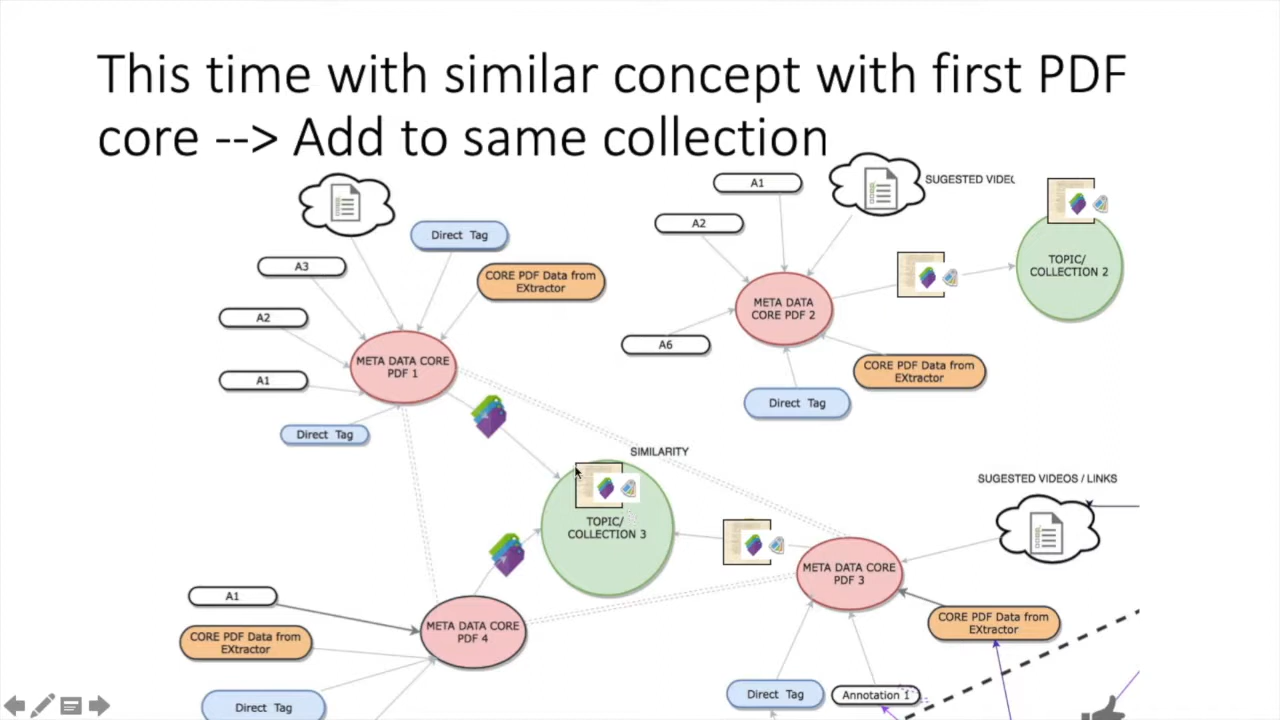 This time with similar concept with first PDF
core --> Add to same collection
A1
SUGESTED VIDEO
A2
Direct Tag
A3
CORE PDF Data from
EXtractor
TOPIC/
COLLECTION 2
META DATA
CORE PDF 2
A2
A6
META DATA CORE
PDF 1
CORE PDF Data from
EXtractor
A1
Direct Tag
Direct Tag
SIMILARITY
SUGESTED VIDEOS / LINKS
TOPIC/
COLLECTION 3
META DATA CORE
PDF 3
A1
META DATA CORE
PDF 4
CORE PDF Data from
EXtractor
CORE PDF Data from
EXtractor
Direct Tag
Annotation 1
Direct Tag